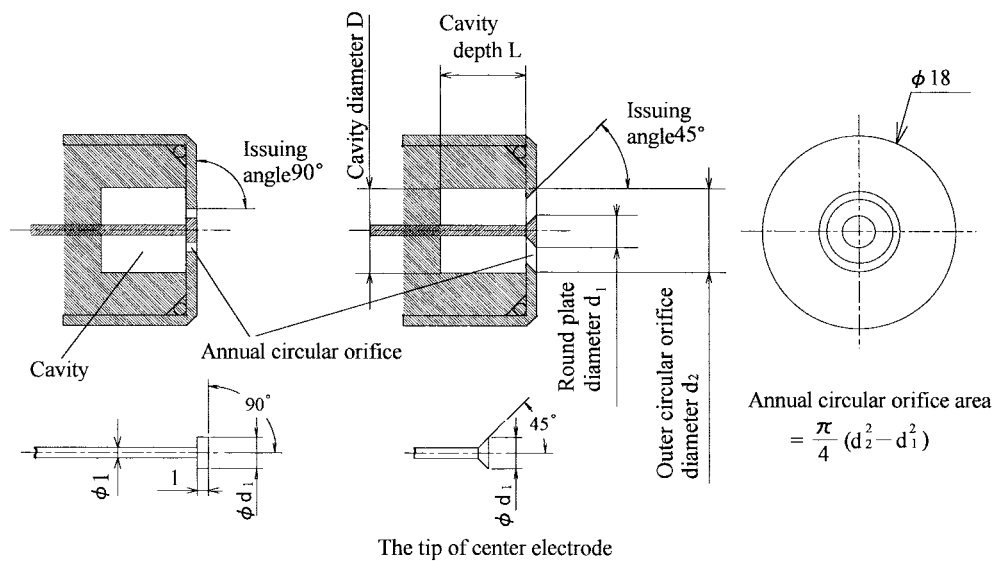 Cavity diameter D
Cavity
depth L
Issuing
angle90°
Issuing
angle45°
φ18
Cavity
Annual circular orifice
Round plate
diameter d₁
Outer circular orifice
diameter d₂
Annual circular orifice area
= π/4 (d₂² − d₁²)
90°
φ1
1
φd₁
45°
φd₁
The tip of center electrode